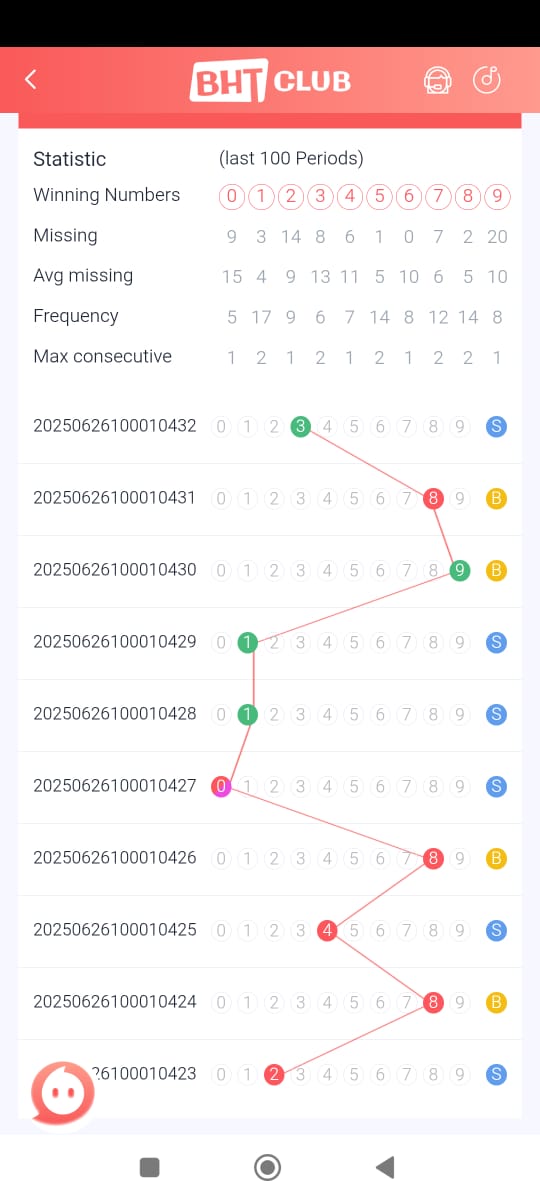 BHT CLUB
Statistic (last 100 Periods)
Winning Numbers 0 1 2 3 4 5 6 7 8 9
Missing 9 3 14 8 6 1 0 7 2 20
Avg missing 15 4 9 13 11 5 10 6 5 10
Frequency 5 17 9 6 7 14 8 12 14 8
Max consecutive 1 2 1 2 1 2 1 2 2 1
20250626100010432 0 1 2 3 4 5 6 7 8 9 S
20250626100010431 0 1 2 3 4 5 6 7 8 9 B
20250626100010430 0 1 2 3 4 5 6 7 8 9 B
20250626100010429 0 1 2 3 4 5 6 7 8 9 S
20250626100010428 0 1 2 3 4 5 6 7 8 9 S
20250626100010427 0 1 2 3 4 5 6 7 8 9 S
20250626100010426 0 1 2 3 4 5 6 7 8 9 B
20250626100010425 0 1 2 3 4 5 6 7 8 9 S
20250626100010424 0 1 2 3 4 5 6 7 8 9 B
26100010423 0 1 2 3 4 5 6 7 8 9 S